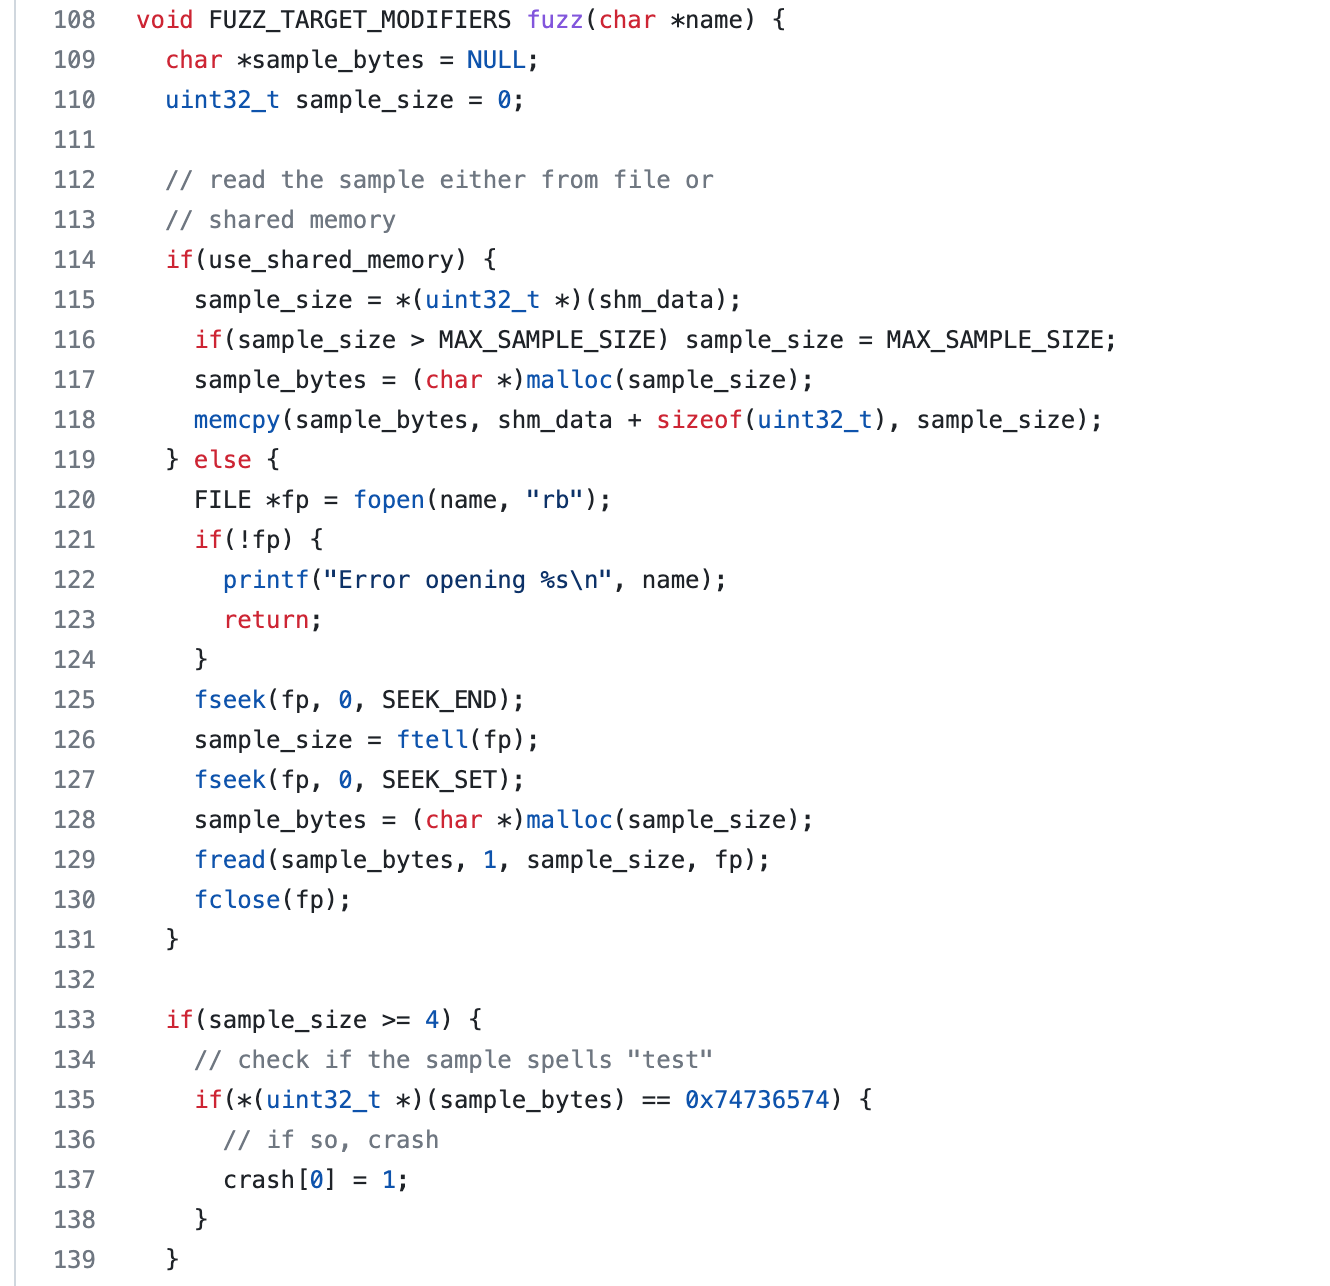 108 void FUZZ_TARGET_MODIFIERS fuzz(char *name) {
109   char *sample_bytes = NULL;
110   uint32_t sample_size = 0;
111
112   // read the sample either from file or
113   // shared memory
114   if(use_shared_memory) {
115     sample_size = *(uint32_t *)(shm_data);
116     if(sample_size > MAX_SAMPLE_SIZE) sample_size = MAX_SAMPLE_SIZE;
117     sample_bytes = (char *)malloc(sample_size);
118     memcpy(sample_bytes, shm_data + sizeof(uint32_t), sample_size);
119   } else {
120     FILE *fp = fopen(name, "rb");
121     if(!fp) {
122       printf("Error opening %s\n", name);
123       return;
124     }
125     fseek(fp, 0, SEEK_END);
126     sample_size = ftell(fp);
127     fseek(fp, 0, SEEK_SET);
128     sample_bytes = (char *)malloc(sample_size);
129     fread(sample_bytes, 1, sample_size, fp);
130     fclose(fp);
131   }
132
133   if(sample_size >= 4) {
134     // check if the sample spells "test"
135     if(*(uint32_t *)(sample_bytes) == 0x74736574) {
136       // if so, crash
137       crash[0] = 1;
138     }
139   }